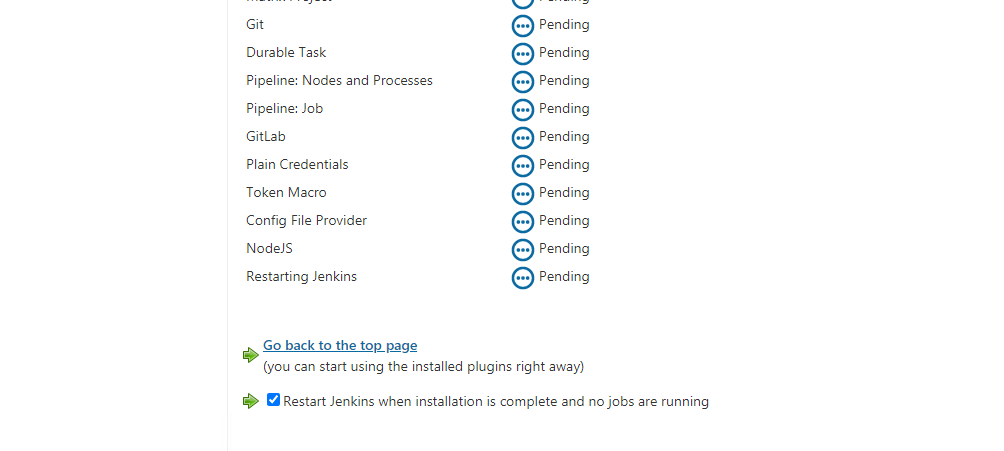 Git Pending
Durable Task Pending
Pipeline: Nodes and Processes Pending
Pipeline: Job Pending
GitLab Pending
Plain Credentials Pending
Token Macro Pending
Config File Provider Pending
NodeJS Pending
Restarting Jenkins Pending
Go back to the top page
(you can start using the installed plugins right away)
Restart Jenkins when installation is complete and no jobs are running